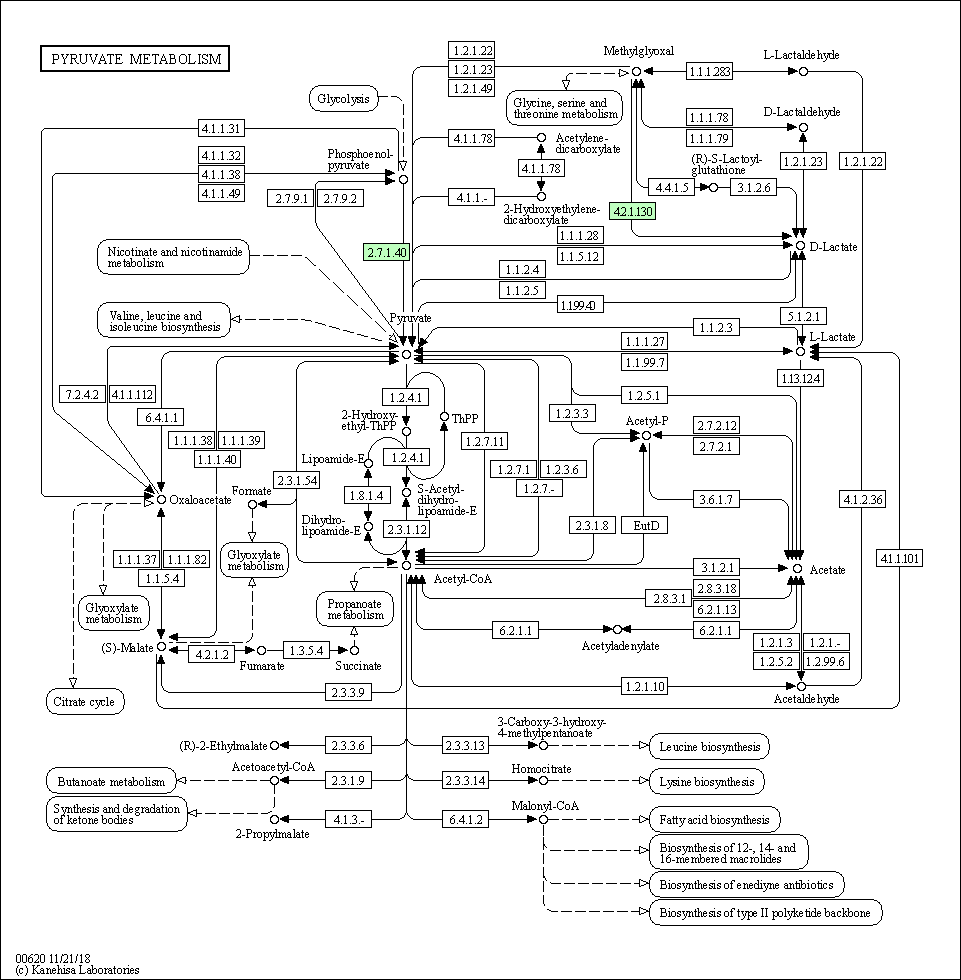 PYRUVATE METABOLISM
1.2.1.22
1.2.1.23
1.2.1.49
Methylglyoxal
1.1.1.283
L-Lactaldehyde
Glycolysis
Glycine, serine and
threonine metabolism
D-Lactaldehyde
1.1.1.78
1.1.1.79
4.1.1.31
4.1.1.32
4.1.1.38
4.1.1.49
Phosphoenol-
pyruvate
4.1.1.78
Acetylene-
dicarboxylate
4.1.1.78
(R)-S-Lactoyl-
glutathione
1.2.1.23
1.2.1.22
4.4.1.5
3.1.2.6
2.7.9.1
2.7.9.2
4.1.1.-
2-Hydroxyethylene-
dicarboxylate
4.2.1.130
Nicotinate and nicotinamide
metabolism
2.7.1.40
1.1.1.28
1.1.5.12
D-Lactate
1.1.2.4
1.1.2.5
1.1.99.40
Valine, leucine and
isoleucine biosynthesis
Pyruvate
5.1.2.1
1.1.2.3
L-Lactate
1.1.1.27
1.1.99.7
1.13.12.4
7.2.4.2
4.1.1.112
1.2.4.1
1.2.5.1
6.4.1.1
2-Hydroxy-
ethyl-ThPP
ThPP
1.2.3.3
Acetyl-P
2.7.2.12
2.7.2.1
1.1.1.38
1.1.1.39
1.1.1.40
1.2.7.11
Lipoamide-E
1.2.4.1
1.2.7.1
1.2.3.6
1.2.7.-
2.3.1.54
Formate
Oxaloacetate
1.8.1.4
S-Acetyl-
dihydro-
lipoamide-E
3.6.1.7
4.1.2.36
Dihydro-
lipoamide-E
2.3.1.12
2.3.1.8
EutD
1.1.1.37
1.1.1.82
1.1.5.4
Glyoxylate
metabolism
4.1.1.101
Acetyl-CoA
3.1.2.1
Acetate
2.8.3.18
2.8.3.1
6.2.1.13
Glyoxylate
metabolism
Propanoate
metabolism
6.2.1.1
6.2.1.1
Acetyladenylate
(S)-Malate
4.2.1.2
Fumarate
1.3.5.4
Succinate
1.2.1.3
1.2.1.-
1.2.5.2
1.2.99.6
2.3.3.9
1.2.1.10
Acetaldehyde
Citrate cycle
(R)-2-Ethylmalate
2.3.3.6
2.3.3.13
3-Carboxy-3-hydroxy-
4-methylpentanoate
Leucine biosynthesis
Butanoate metabolism
Acetoacetyl-CoA
2.3.1.9
2.3.3.14
Homocitrate
Lysine biosynthesis
Synthesis and degradation
of ketone bodies
2-Propylmalate
4.1.3.-
6.4.1.2
Malonyl-CoA
Fatty acid biosynthesis
Biosynthesis of 12-, 14- and
16-membered macrolides
Biosynthesis of enediyne antibiotics
Biosynthesis of type II polyketide backbone
00620 11/21/18
(c) Kanehisa Laboratories